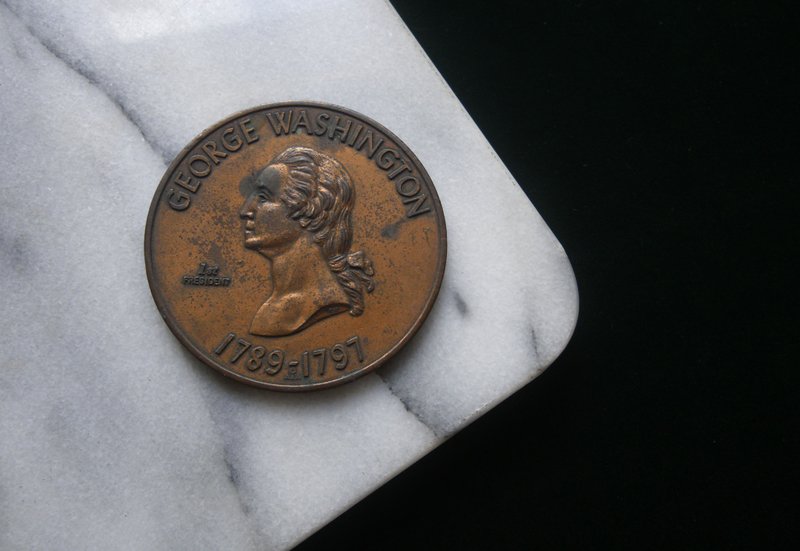 GEORGE WASHINGTON
1st
PRESIDENT
1789-1797